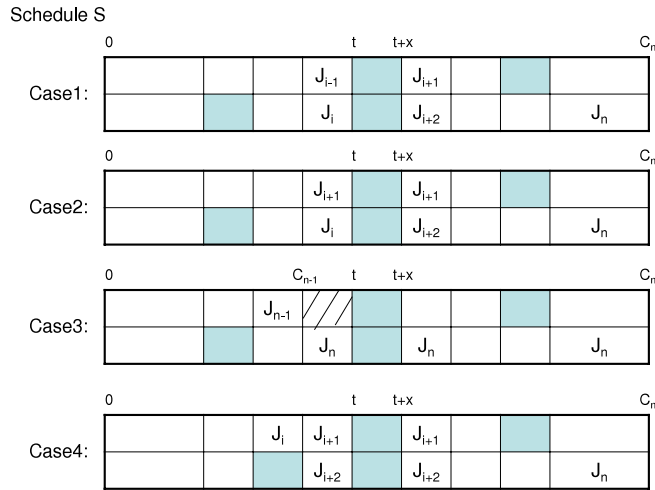 Schedule S
0 t t+x C_n
Case1: J_{i-1} J_{i+1}
J_i J_{i+2} J_n
0 t t+x C_n
Case2: J_{i+1} J_{i+1}
J_i J_{i+2} J_n
0 C_{n-1} t t+x C_n
Case3: J_{n-1}
J_n J_n J_n
0 t t+x C_n
Case4: J_i J_{i+1} J_{i+1}
J_{i+2} J_{i+2} J_n